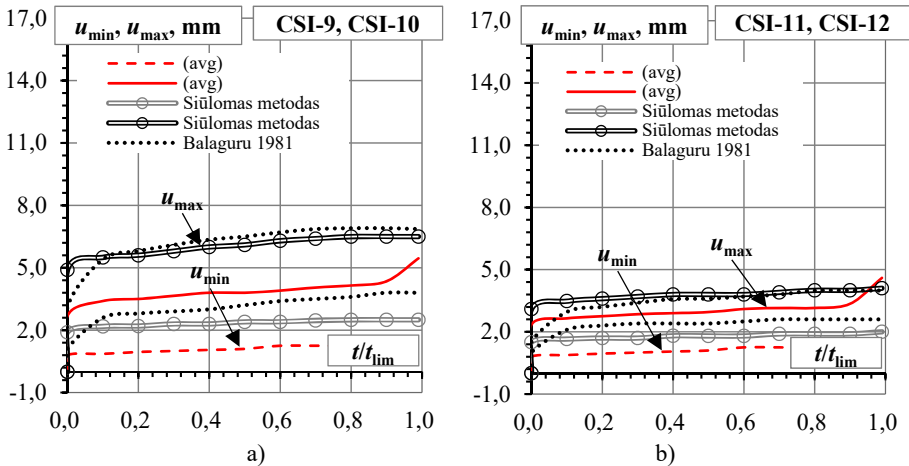 17,0
u_min, u_max, mm
CSI-9, CSI-10
14,0
11,0
8,0
5,0
2,0
-1,0
(avg)
(avg)
Siūlomas metodas
Siūlomas metodas
Balaguru 1981
u_max
u_min
t/t_lim
0,0 0,2 0,4 0,6 0,8 1,0
a)
17,0
u_min, u_max, mm
CSI-11, CSI-12
14,0
11,0
8,0
5,0
2,0
-1,0
(avg)
(avg)
Siūlomas metodas
Siūlomas metodas
Balaguru 1981
u_min
u_max
t/t_lim
0,0 0,2 0,4 0,6 0,8 1,0
b)